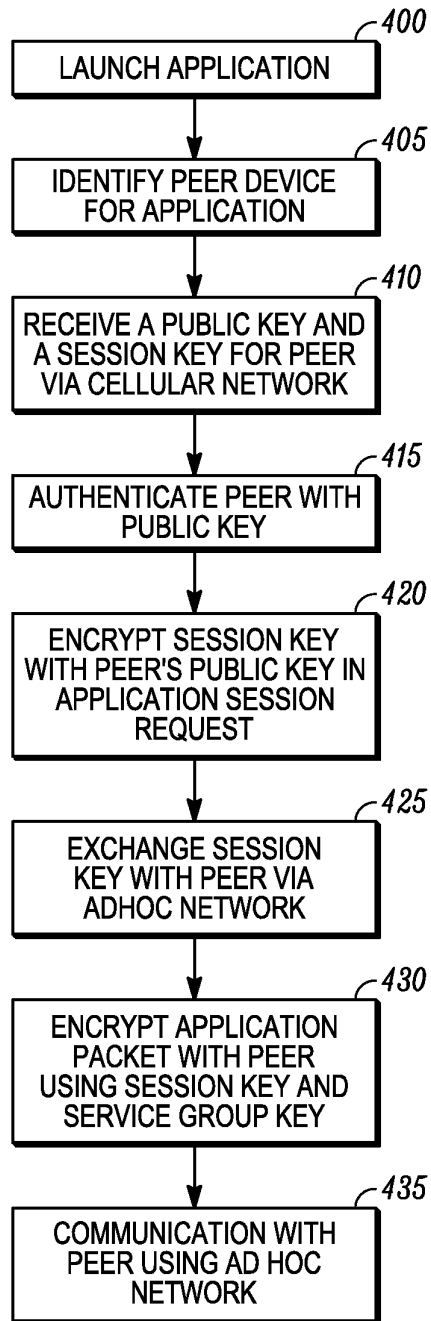 400
LAUNCH APPLICATION
405
IDENTIFY PEER DEVICE
FOR APPLICATION
410
RECEIVE A PUBLIC KEY AND
A SESSION KEY FOR PEER
VIA CELLULAR NETWORK
415
AUTHENTICATE PEER WITH
PUBLIC KEY
420
ENCRYPT SESSION KEY
WITH PEER'S PUBLIC KEY IN
APPLICATION SESSION
REQUEST
425
EXCHANGE SESSION
KEY WITH PEER VIA
ADHOC NETWORK
430
ENCRYPT APPLICATION
PACKET WITH PEER
USING SESSION KEY AND
SERVICE GROUP KEY
435
COMMUNICATION WITH
PEER USING AD HOC
NETWORK